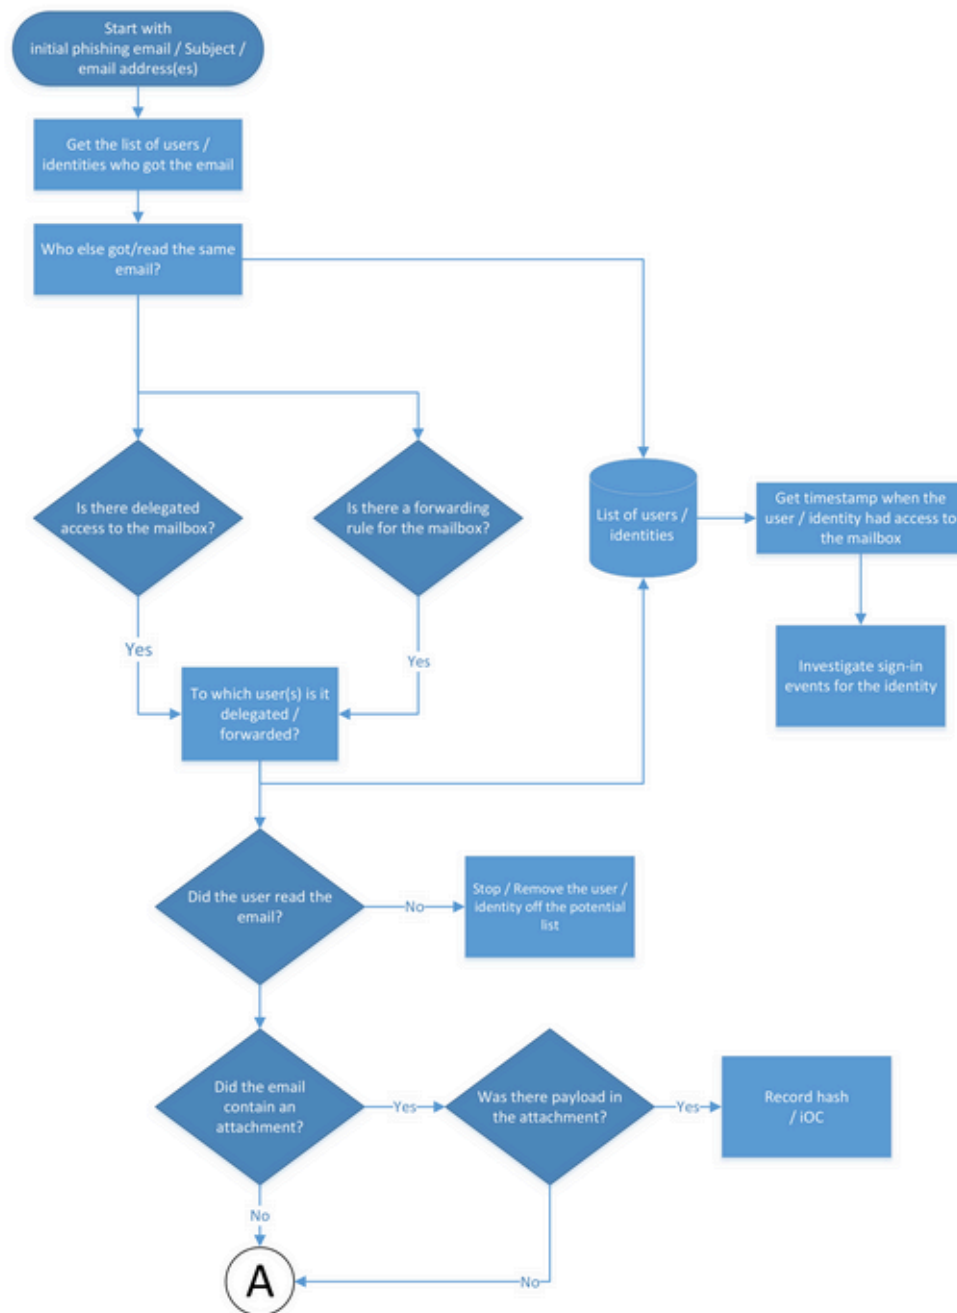 Start with
initial phishing email / Subject /
email address(es)
Get the list of users /
identities who got the email
Who else got/read the same
email?
Is there delegated
access to the mailbox?
Is there a forwarding
rule for the mailbox?
List of users /
identities
Get timestamp when the
user / identity had access to
the mailbox
Yes
Yes
Investigate sign-in
events for the identity
To which user(s) is it
delegated /
forwarded?
Did the user read the
email?
No
Stop / Remove the user /
identity off the potential
list
Did the email
contain an
attachment?
Yes
Was there payload in
the attachment?
Yes
Record hash
/ iOC
No
A
No